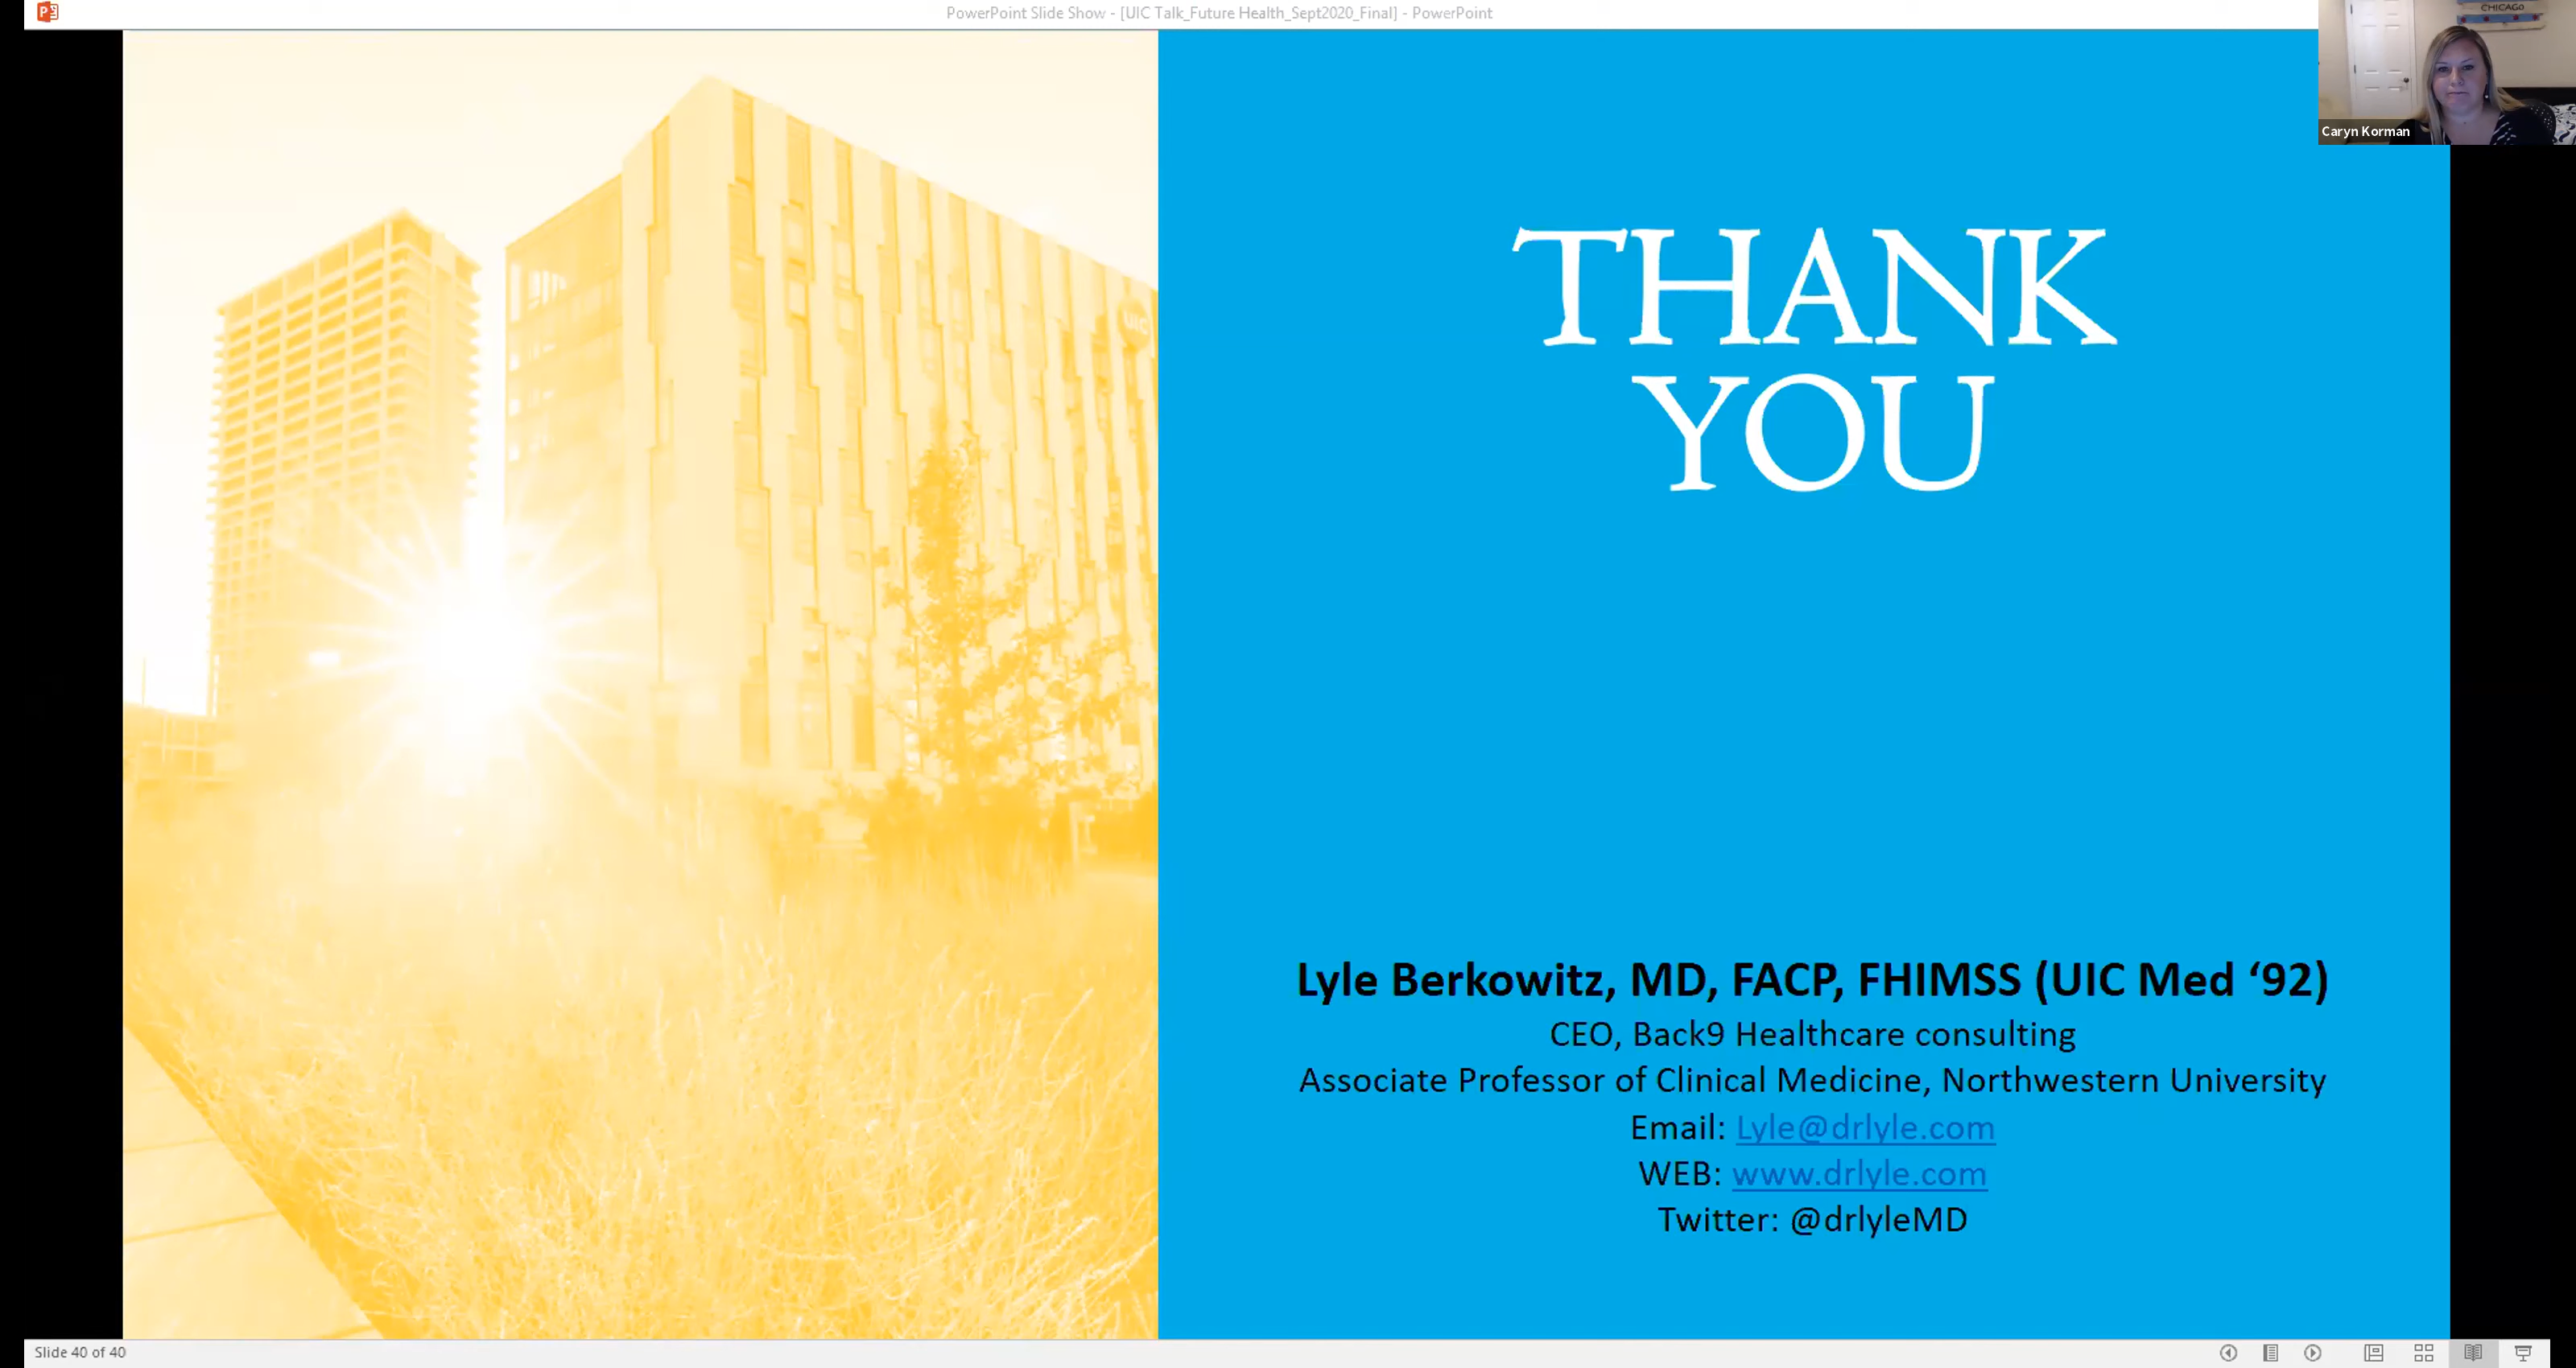 PowerPoint Slide Show - [UIC Talk_Future Health_Sept2020_Final] - PowerPoint
CHICAGO
Caryn Korman
UIC
THANK
YOU
Lyle Berkowitz, MD, FACP, FHIMSS (UIC Med ‘92)
CEO, Back9 Healthcare consulting
Associate Professor of Clinical Medicine, Northwestern University
Email: Lyle@drlyle.com
WEB: www.drlyle.com
Twitter: @drlyleMD
Slide 40 of 40